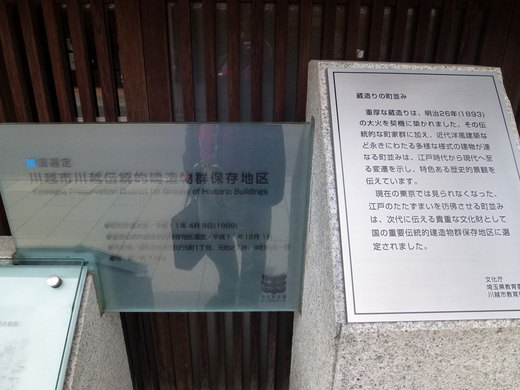 国選定
川越市川越伝統的建造物群保存地区
Kawagoe Preservation District for Groups of Historic Buildings
蔵造りの町並み
重厚な蔵造りは、明治26年(1893)
の大火を契機に築かれました。その伝
統的な町家群に加え、近代洋風建築な
ど永きにわたる多様な様式の建物が連
なる町並みは、江戸時代から現代へ至
る変遷を示し、特色ある歴史的景観を
伝えています。
現在の東京では見られなくなった、
江戸のたたずまいを彷彿させる町並み
は、次代に伝える貴重な文化財として
国の重要伝統的建造物群保存地区に選
定されました。
文化庁
埼玉県教育委
川越市教育